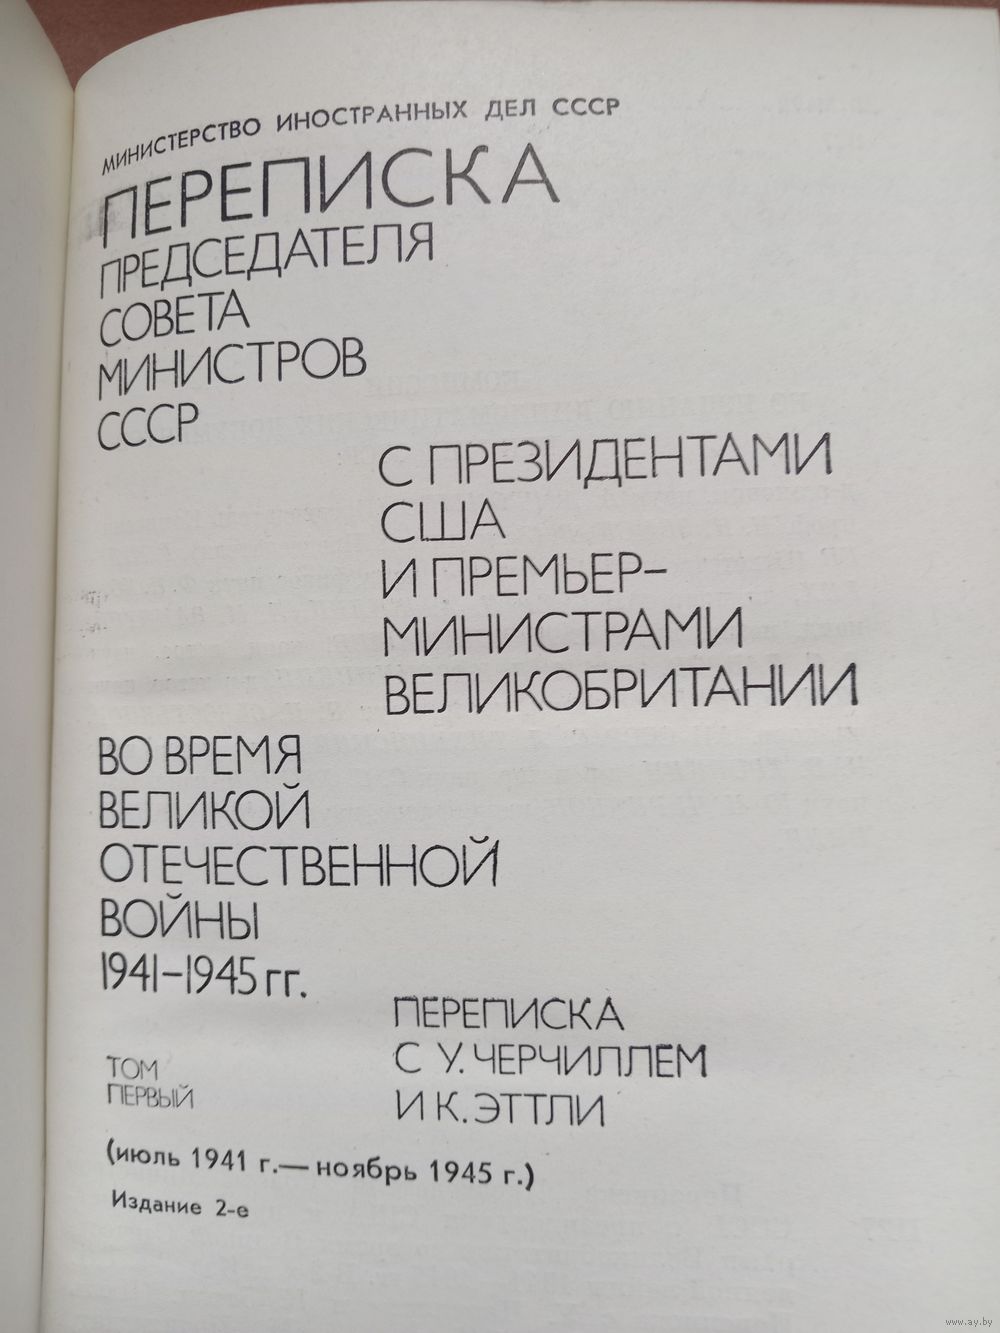 МИНИСТЕРСТВО ИНОСТРАННЫХ ДЕЛ СССР
ПЕРЕПИСКА
ПРЕДСЕДАТЕЛЯ
СОВЕТА
МИНИСТРОВ
СССР
С ПРЕЗИДЕНТАМИ
США
И ПРЕМЬЕР-
МИНИСТРАМИ
ВЕЛИКОБРИТАНИИ
ВО ВРЕМЯ
ВЕЛИКОЙ
ОТЕЧЕСТВЕННОЙ
ВОЙНЫ
1941-1945 гг.
ПЕРЕПИСКА
С У. ЧЕРЧИЛЛЕМ
И К. ЭТТЛИ
ТОМ
ПЕРВЫЙ
(июль 1941 г. — ноябрь 1945 г.)
Издание 2-е
www.ay.by